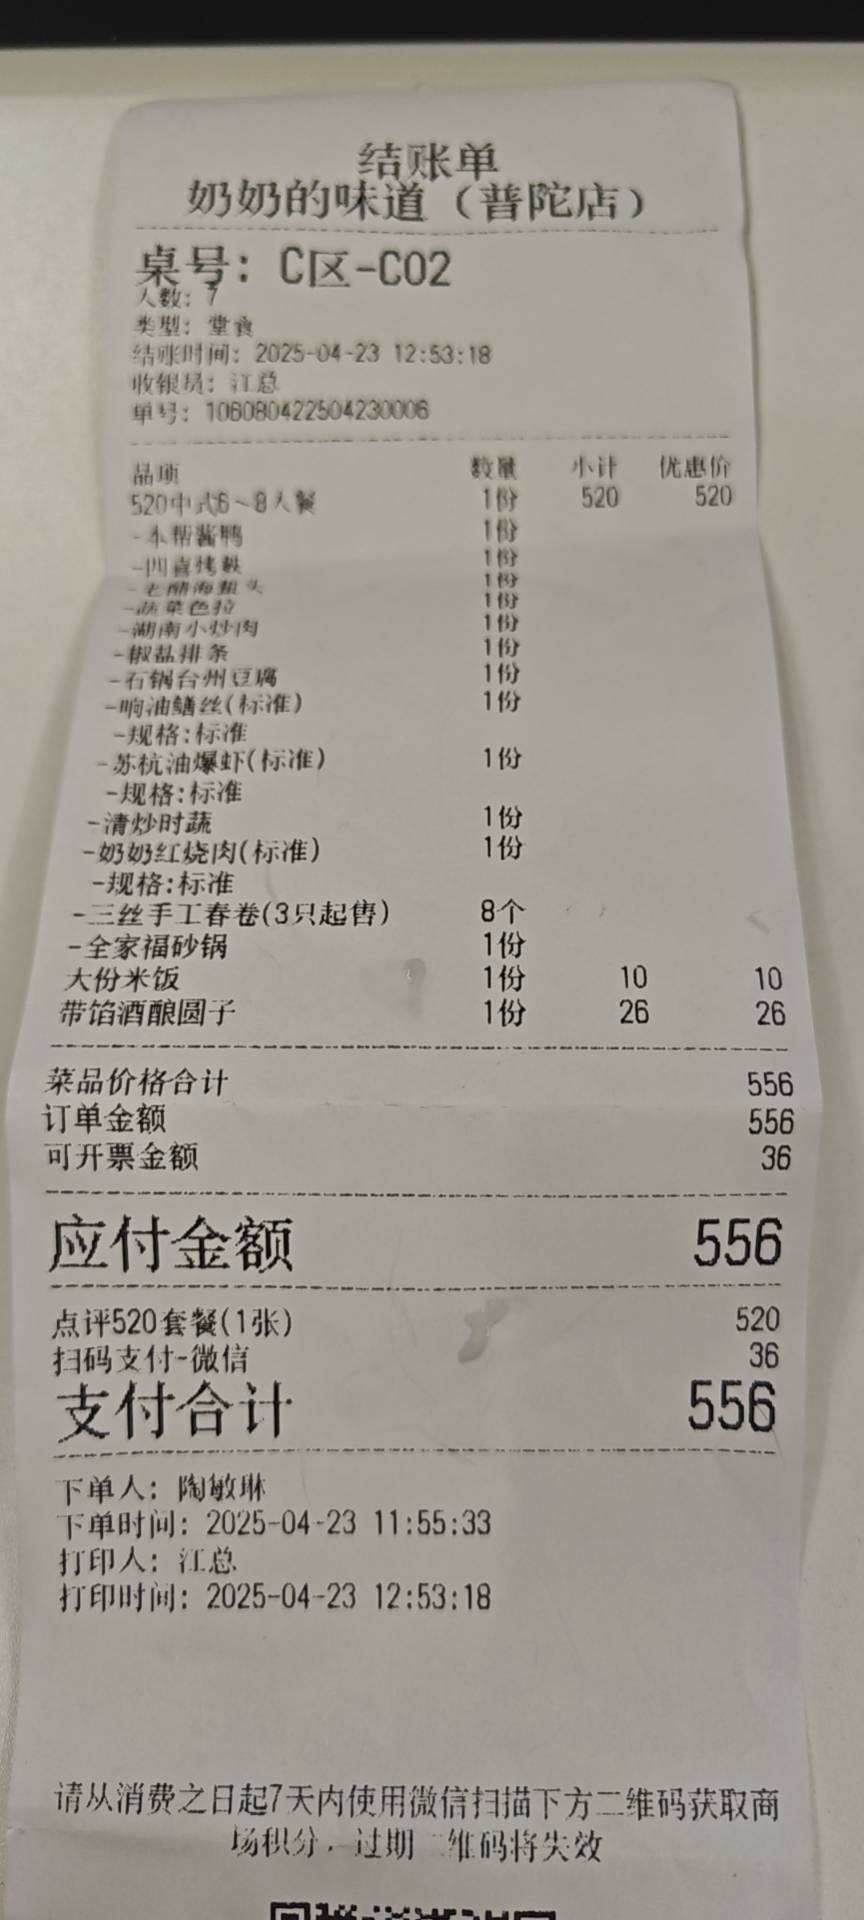 结账单
奶奶的味道（普陀店）
桌号：C区-C02
人数：7
类型：堂食
结账时间：2025-04-23 12:53:18
收银员：江总
单号：106080422504230006
品项 数量 小计 优惠价
520中式6~8人餐 1份 520 520
-本帮酱鸭 1份
-四喜烤麸 1份
-老醋海蜇头 1份
-蔬菜色拉 1份
-湖南小炒肉 1份
-椒盐排条 1份
-石锅台州豆腐 1份
-响油鳝丝(标准) 1份
-规格:标准
-苏杭油爆虾(标准) 1份
-规格:标准
-清炒时蔬 1份
-奶奶红烧肉(标准) 1份
-规格:标准
-三丝手工春卷(3只起售) 8个
-全家福砂锅 1份
大份米饭 1份 10 10
带馅酒酿圆子 1份 26 26
菜品价格合计 556
订单金额 556
可开票金额 36
应付金额 556
点评520套餐(1张) 520
扫码支付-微信 36
支付合计 556
下单人：陶敏琳
下单时间：2025-04-23 11:55:33
打印人：江总
打印时间：2025-04-23 12:53:18
请从消费之日起7天内使用微信扫描下方二维码获取商
场积分，过期二维码将失效